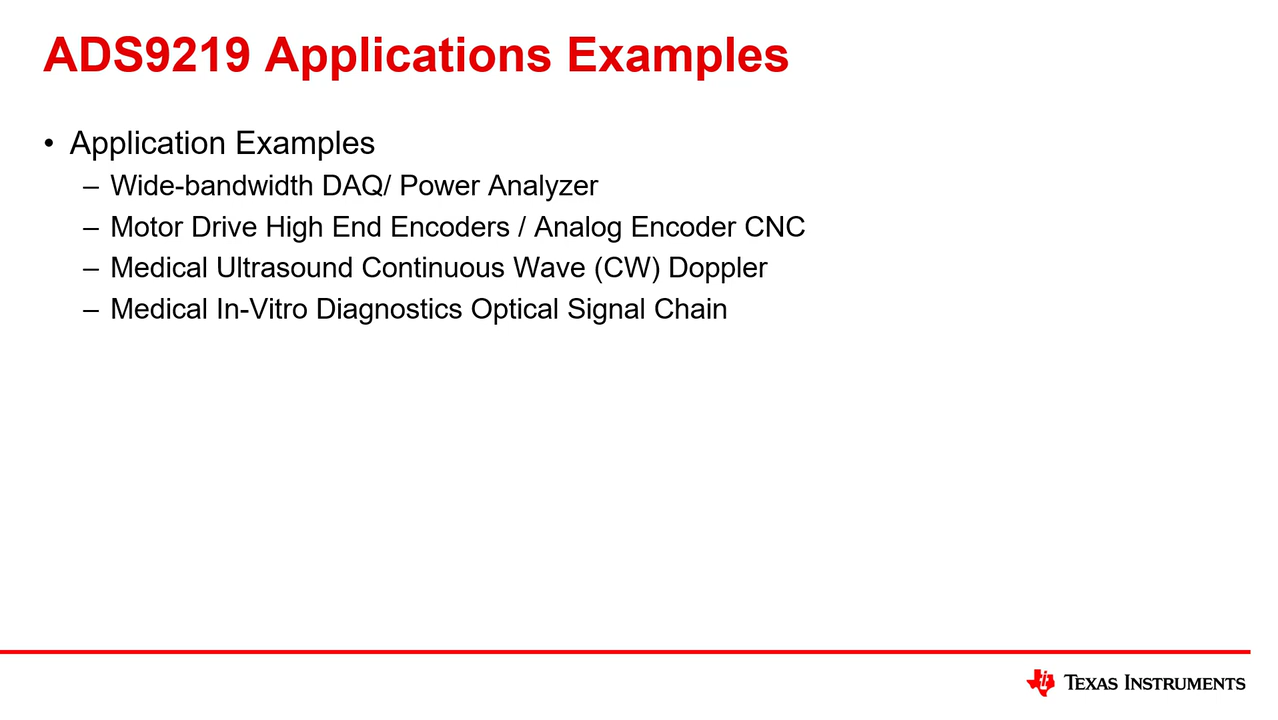 ADS9219 Applications Examples
• Application Examples
– Wide-bandwidth DAQ/ Power Analyzer
– Motor Drive High End Encoders / Analog Encoder CNC
– Medical Ultrasound Continuous Wave (CW) Doppler
– Medical In-Vitro Diagnostics Optical Signal Chain
TEXAS INSTRUMENTS